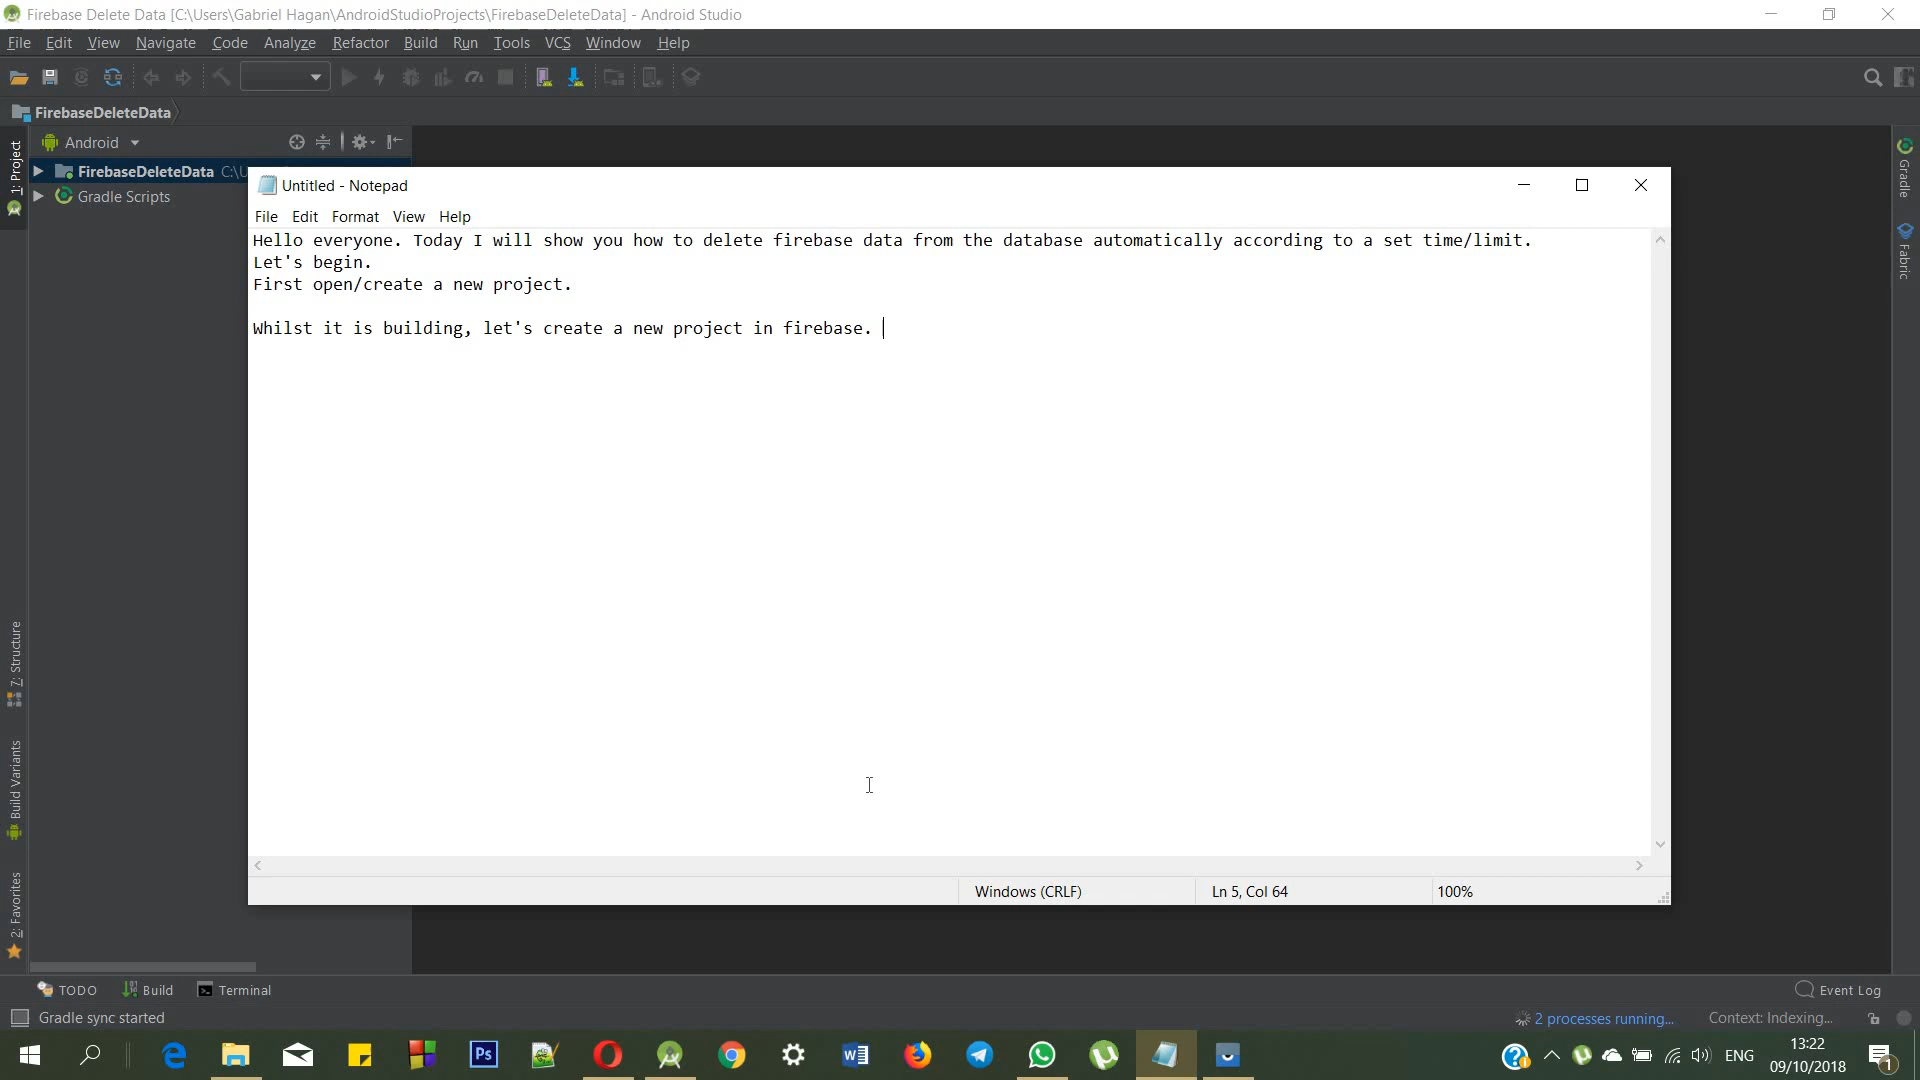 Firebase Delete Data [C:\Users\Gabriel Hagan\AndroidStudioProjects\FirebaseDeleteData] - Android Studio
File Edit View Navigate Code Analyze Refactor Build Run Tools VCS Window Help
FirebaseDeleteData
Android
FirebaseDeleteData C:\U
Gradle Scripts
1: Project
7: Structure
Build Variants
2: Favorites
Gradle
Fabric
Untitled - Notepad
File Edit Format View Help
Hello everyone. Today I will show you how to delete firebase data from the database automatically according to a set time/limit.
Let's begin.
First open/create a new project.
Whilst it is building, let's create a new project in firebase.
Windows (CRLF) Ln 5, Col 64 100%
TODO Build Terminal Event Log
Gradle sync started 2 processes running... Context: Indexing...
Ps
ENG
13:22
09/10/2018
1